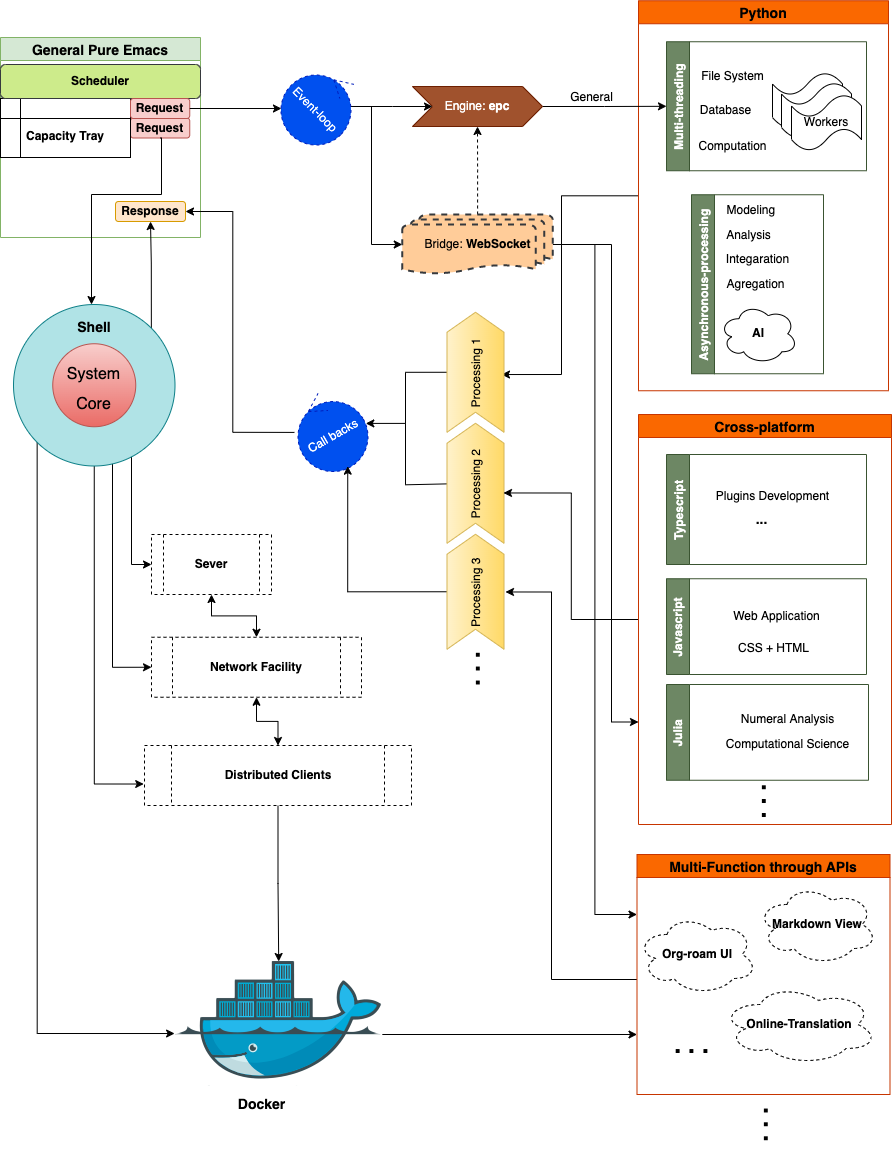 General Pure Emacs
Scheduler
Request
Request
Capacity Tray
Response
Event-loop
Engine: epc
General
Bridge: WebSocket
Python
Multi-threading
File System
Database
Computation
Workers
Asynchronous-processing
Modeling
Analysis
Integaration
Agregation
AI
Shell
System
Core
Call backs
Processing 1
Processing 2
Processing 3
Cross-platform
Typescript
Plugins Development
...
Javascript
Web Application
CSS + HTML
Julia
Numeral Analysis
Computational Science
Sever
Network Facility
Distributed Clients
Multi-Function through APIs
Markdown View
Org-roam UI
Online-Translation
...
Docker